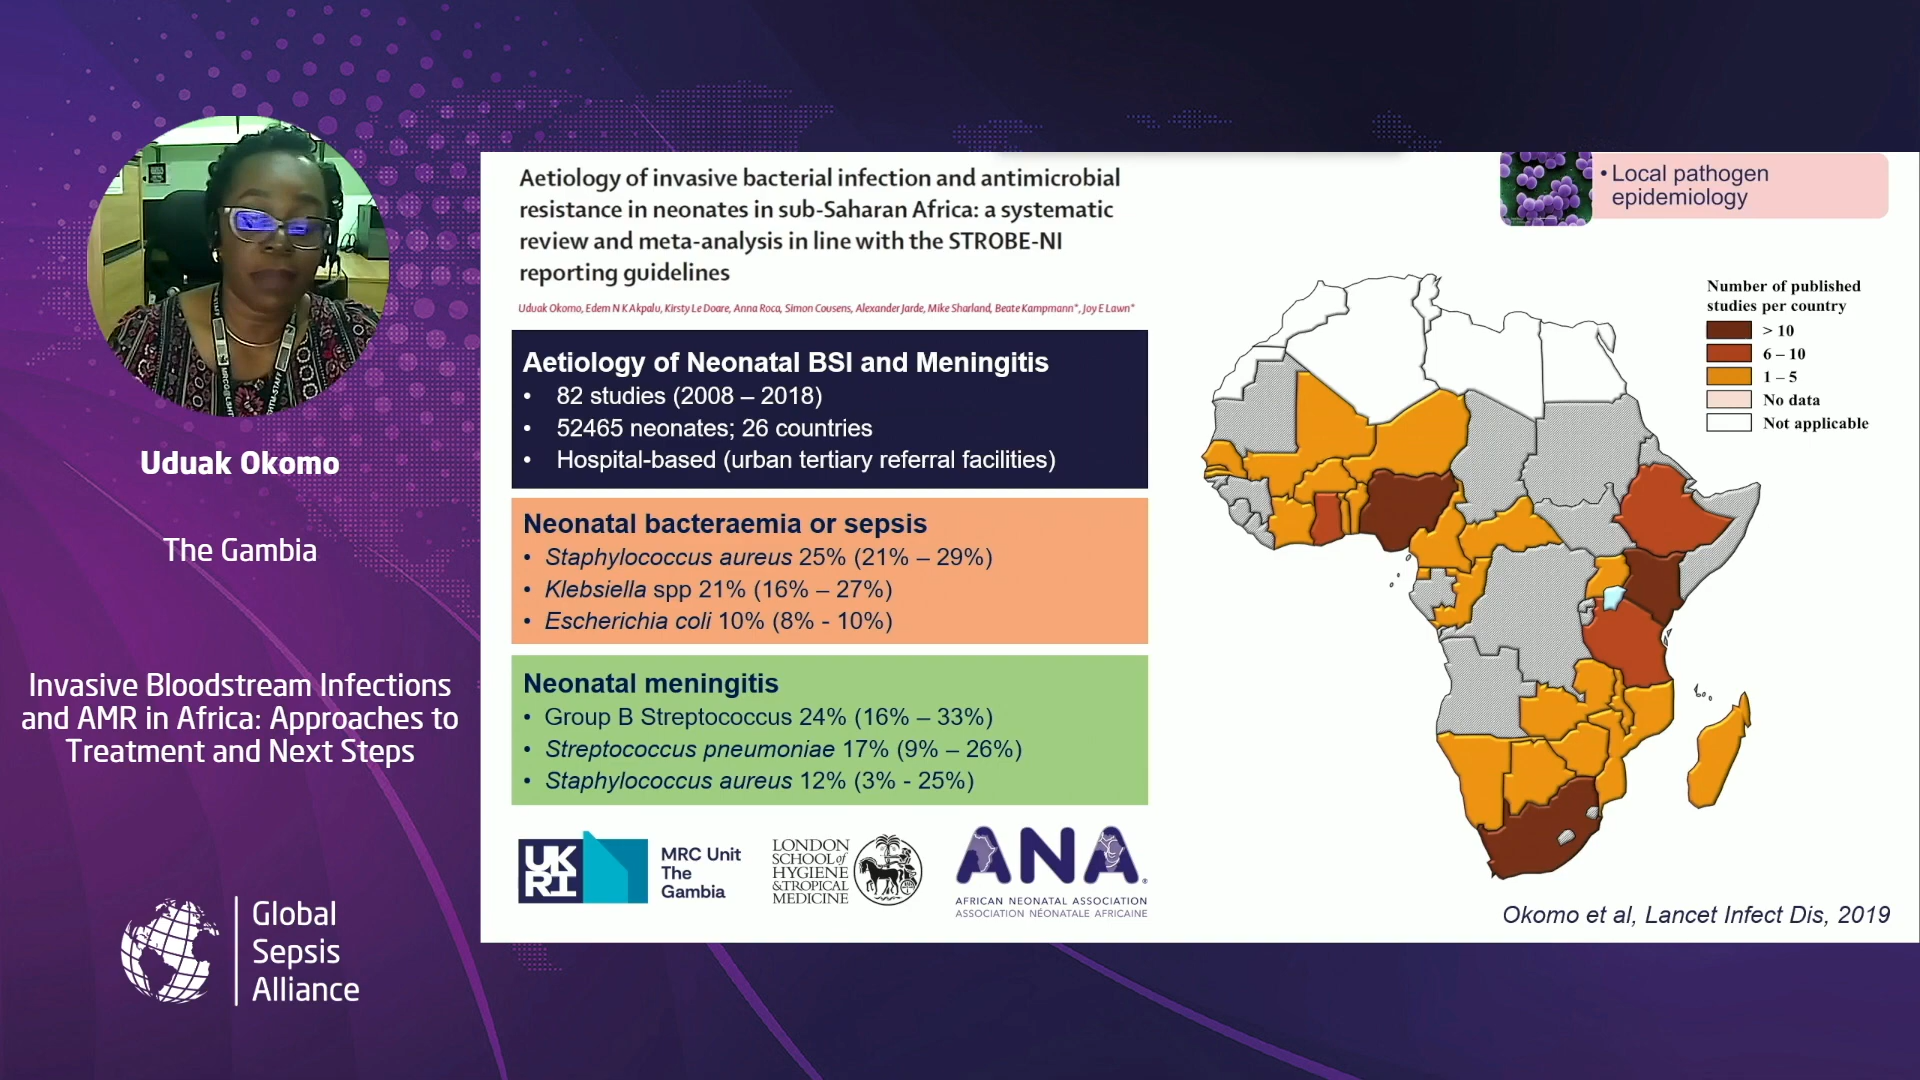 Uduak Okomo
The Gambia
Invasive Bloodstream Infections
and AMR in Africa: Approaches to
Treatment and Next Steps
Global
Sepsis
Alliance
Aetiology of invasive bacterial infection and antimicrobial
resistance in neonates in sub-Saharan Africa: a systematic
review and meta-analysis in line with the STROBE-NI
reporting guidelines
Uduak Okomo, Edem N K Akpalu, Kirsty Le Doare, Anna Roca, Simon Cousens, Alexander Jarde, Mike Sharland, Beate Kampmann*, Joy E Lawn*
Aetiology of Neonatal BSI and Meningitis
• 82 studies (2008 – 2018)
• 52465 neonates; 26 countries
• Hospital-based (urban tertiary referral facilities)
Neonatal bacteraemia or sepsis
• Staphylococcus aureus 25% (21% – 29%)
• Klebsiella spp 21% (16% – 27%)
• Escherichia coli 10% (8% - 10%)
Neonatal meningitis
• Group B Streptococcus 24% (16% – 33%)
• Streptococcus pneumoniae 17% (9% – 26%)
• Staphylococcus aureus 12% (3% - 25%)
UK
RI
MRC Unit
The
Gambia
LONDON
SCHOOL of
HYGIENE
& TROPICAL
MEDICINE
ANA
AFRICAN NEONATAL ASSOCIATION
ASSOCIATION NÉONATALE AFRICAINE
• Local pathogen
epidemiology
Number of published
studies per country
> 10
6 – 10
1 – 5
No data
Not applicable
Okomo et al, Lancet Infect Dis, 2019